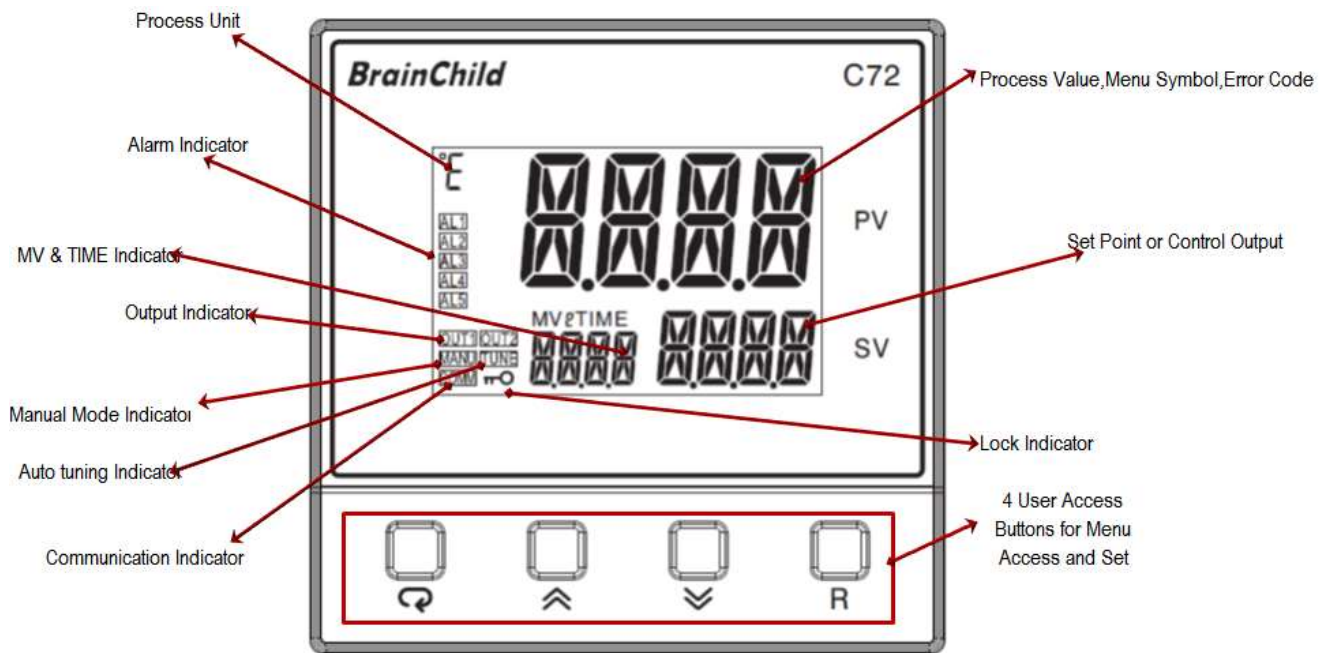 Process Unit
BrainChild
C72
Process Value,Menu Symbol,Error Code
Alarm Indicator
°C
AL1
AL2
AL3
AL4
AL5
PV
MV & TIME Indicator
Set Point or Control Output
Output Indicator
MV TIME
OUT1 OUT2
MANU TUNE
COMM
SV
Manual Mode Indicator
Auto tuning Indicator
Lock Indicator
Communication Indicator
4 User Access
Buttons for Menu
Access and Set
R